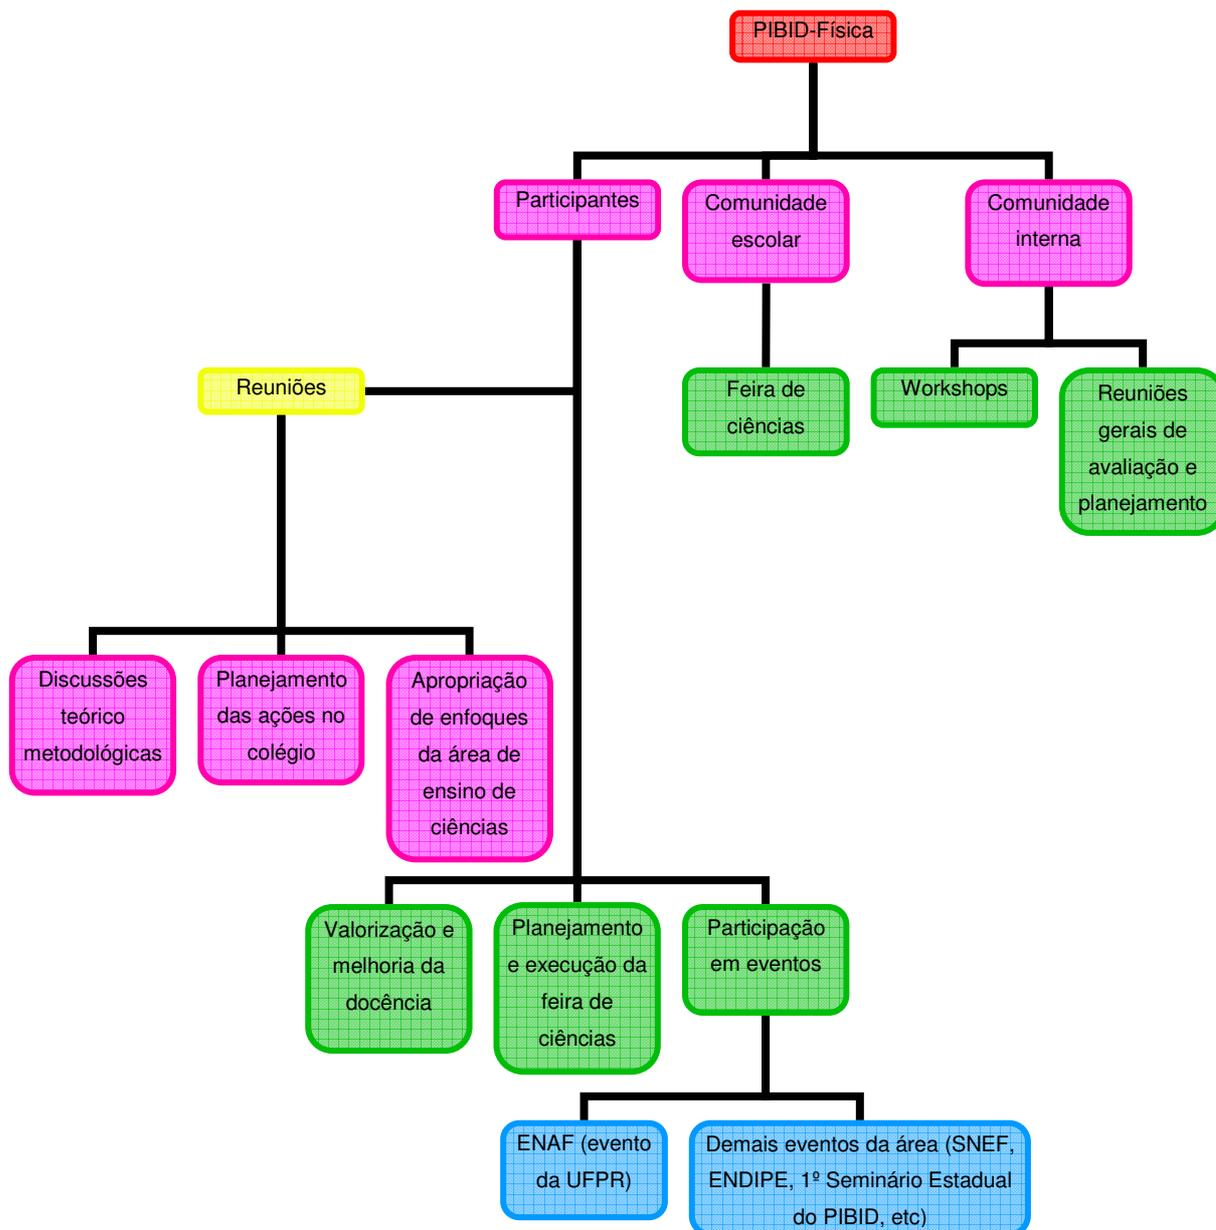 PIBID-Física
Participantes
Comunidade
escolar
Comunidade
interna
Reuniões
Feira de
ciências
Workshops
Reuniões
gerais de
avaliação e
planejamento
Discussões
teórico
metodológicas
Planejamento
das ações no
colégio
Apropriação
de enfoques
da área de
ensino de
ciências
Valorização e
melhoria da
docência
Planejamento
e execução da
feira de
ciências
Participação
em eventos
ENAF (evento
da UFPR)
Demais eventos da área (SNEF,
ENDIPE, 1º Seminário Estadual
do PIBID, etc)